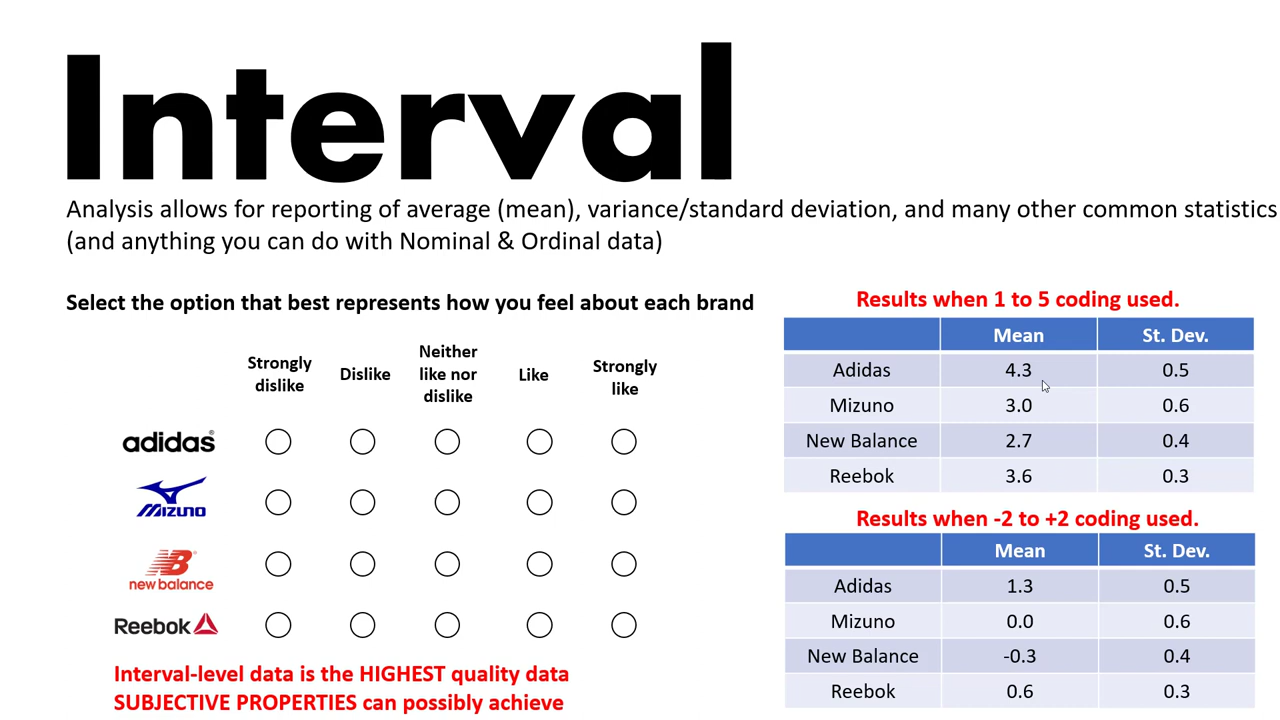 Interval
Analysis allows for reporting of average (mean), variance/standard deviation, and many other common statistics
(and anything you can do with Nominal & Ordinal data)
Select the option that best represents how you feel about each brand
Strongly dislike
Dislike
Neither like nor dislike
Like
Strongly like
adidas®
Mizuno
new balance
Reebok
Interval-level data is the HIGHEST quality data
SUBJECTIVE PROPERTIES can possibly achieve
Results when 1 to 5 coding used.
Mean St. Dev.
Adidas 4.3 0.5
Mizuno 3.0 0.6
New Balance 2.7 0.4
Reebok 3.6 0.3
Results when -2 to +2 coding used.
Mean St. Dev.
Adidas 1.3 0.5
Mizuno 0.0 0.6
New Balance -0.3 0.4
Reebok 0.6 0.3